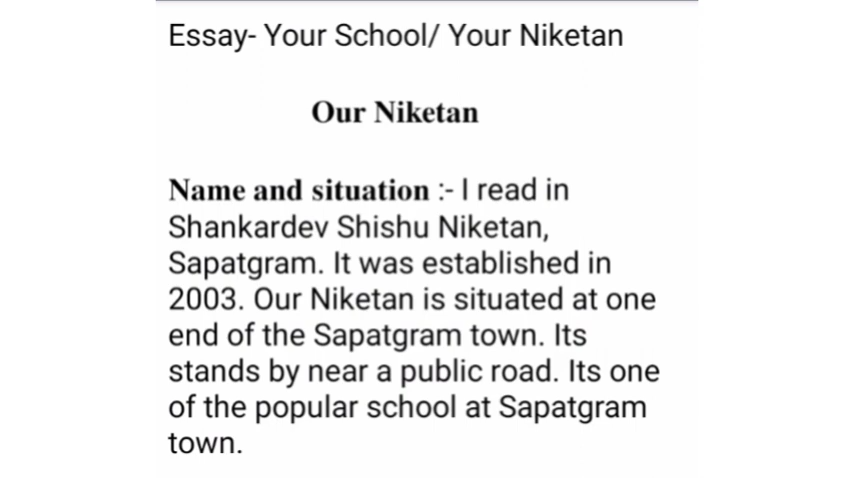 Essay- Your School/ Your Niketan
Our Niketan
Name and situation :- I read in
Shankardev Shishu Niketan,
Sapatgram. It was established in
2003. Our Niketan is situated at one
end of the Sapatgram town. Its
stands by near a public road. Its one
of the popular school at Sapatgram
town.